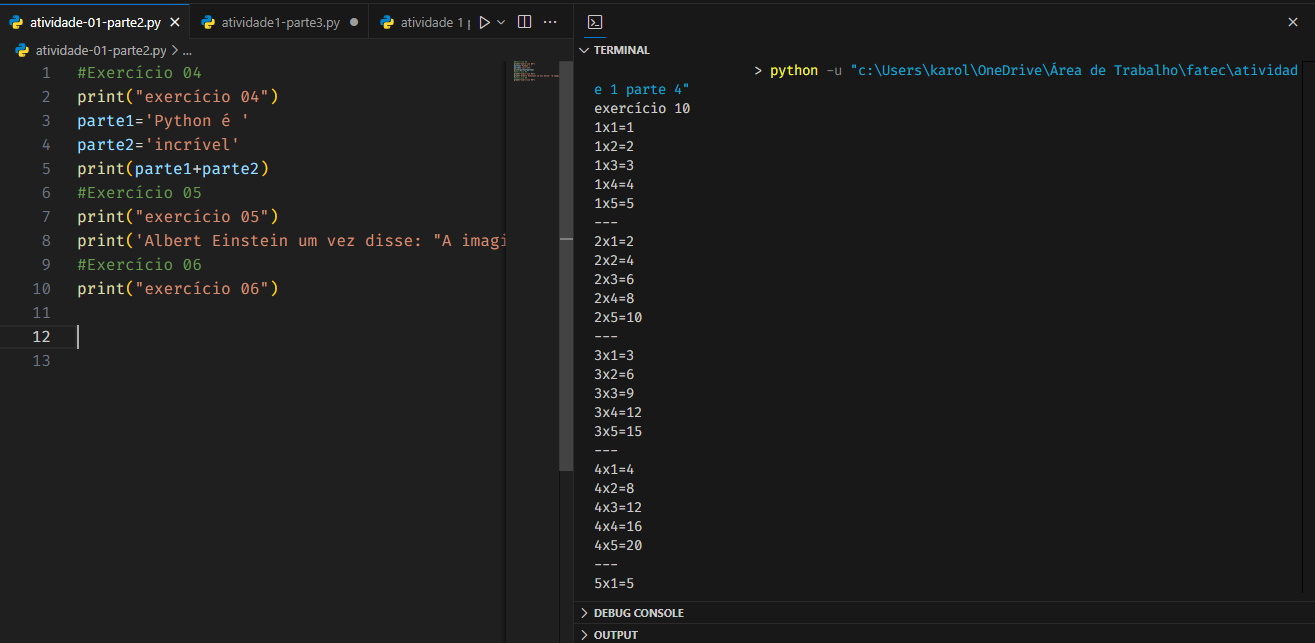 atividade-01-parte2.py
atividade1-parte3.py
atividade 1 p
atividade-01-parte2.py > ...
1 #Exercício 04
2 print("exercício 04")
3 parte1='Python é '
4 parte2='incrível'
5 print(parte1+parte2)
6 #Exercício 05
7 print("exercício 05")
8 print('Albert Einstein um vez disse: "A imagi
9 #Exercício 06
10 print("exercício 06")
11
12
13
TERMINAL
> python -u "c:\Users\karol\OneDrive\Área de Trabalho\fatec\atividad
e 1 parte 4"
exercício 10
1x1=1
1x2=2
1x3=3
1x4=4
1x5=5
---
2x1=2
2x2=4
2x3=6
2x4=8
2x5=10
---
3x1=3
3x2=6
3x3=9
3x4=12
3x5=15
---
4x1=4
4x2=8
4x3=12
4x4=16
4x5=20
---
5x1=5
DEBUG CONSOLE
OUTPUT